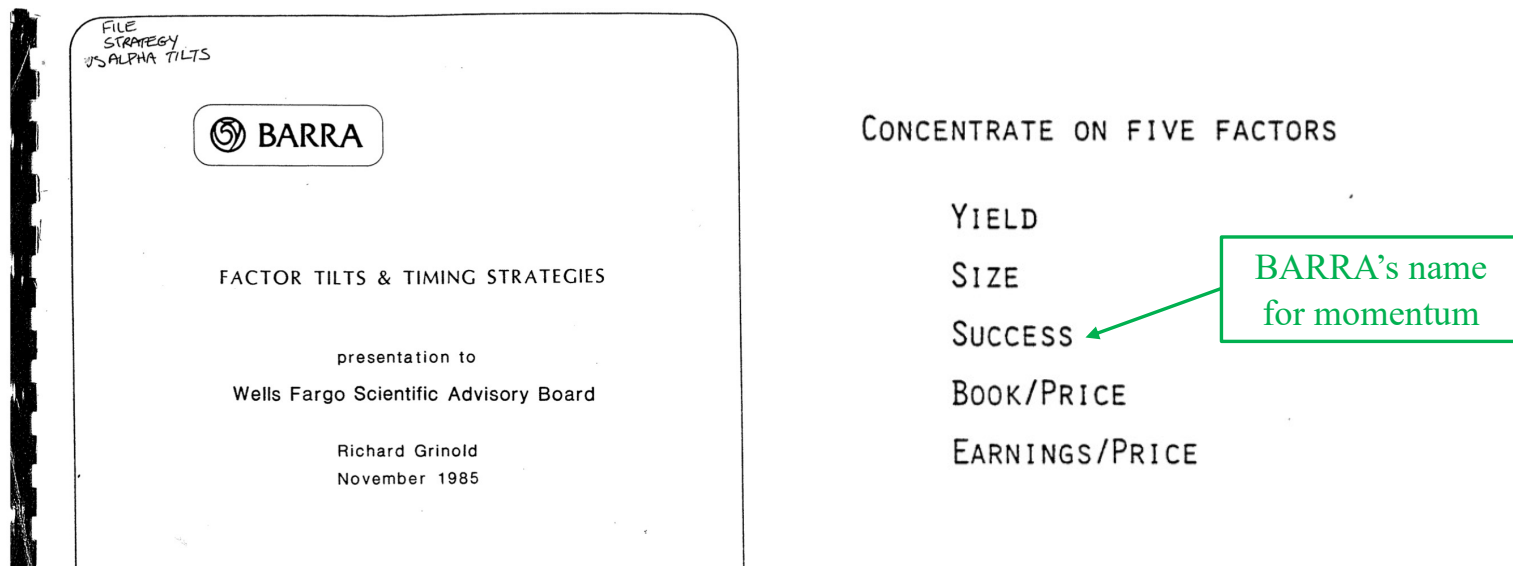 FILE
STRATEGY
US ALPHA TILTS
BARRA
FACTOR TILTS & TIMING STRATEGIES
presentation to
Wells Fargo Scientific Advisory Board
Richard Grinold
November 1985
CONCENTRATE ON FIVE FACTORS
YIELD
SIZE
SUCCESS
BOOK/PRICE
EARNINGS/PRICE
BARRA's name
for momentum